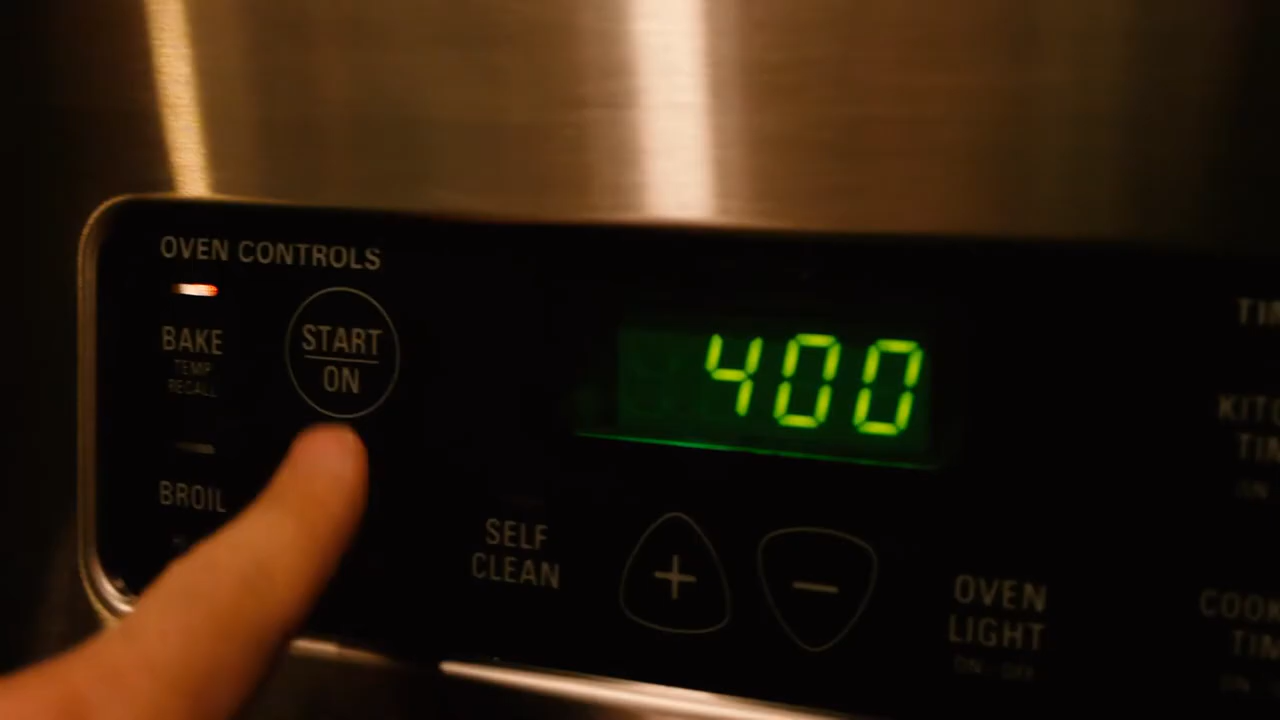 OVEN CONTROLS
BAKE
TEMP
RECALL
START
ON
400
BROIL
SELF
CLEAN
+
−
OVEN
LIGHT
ON - OFF